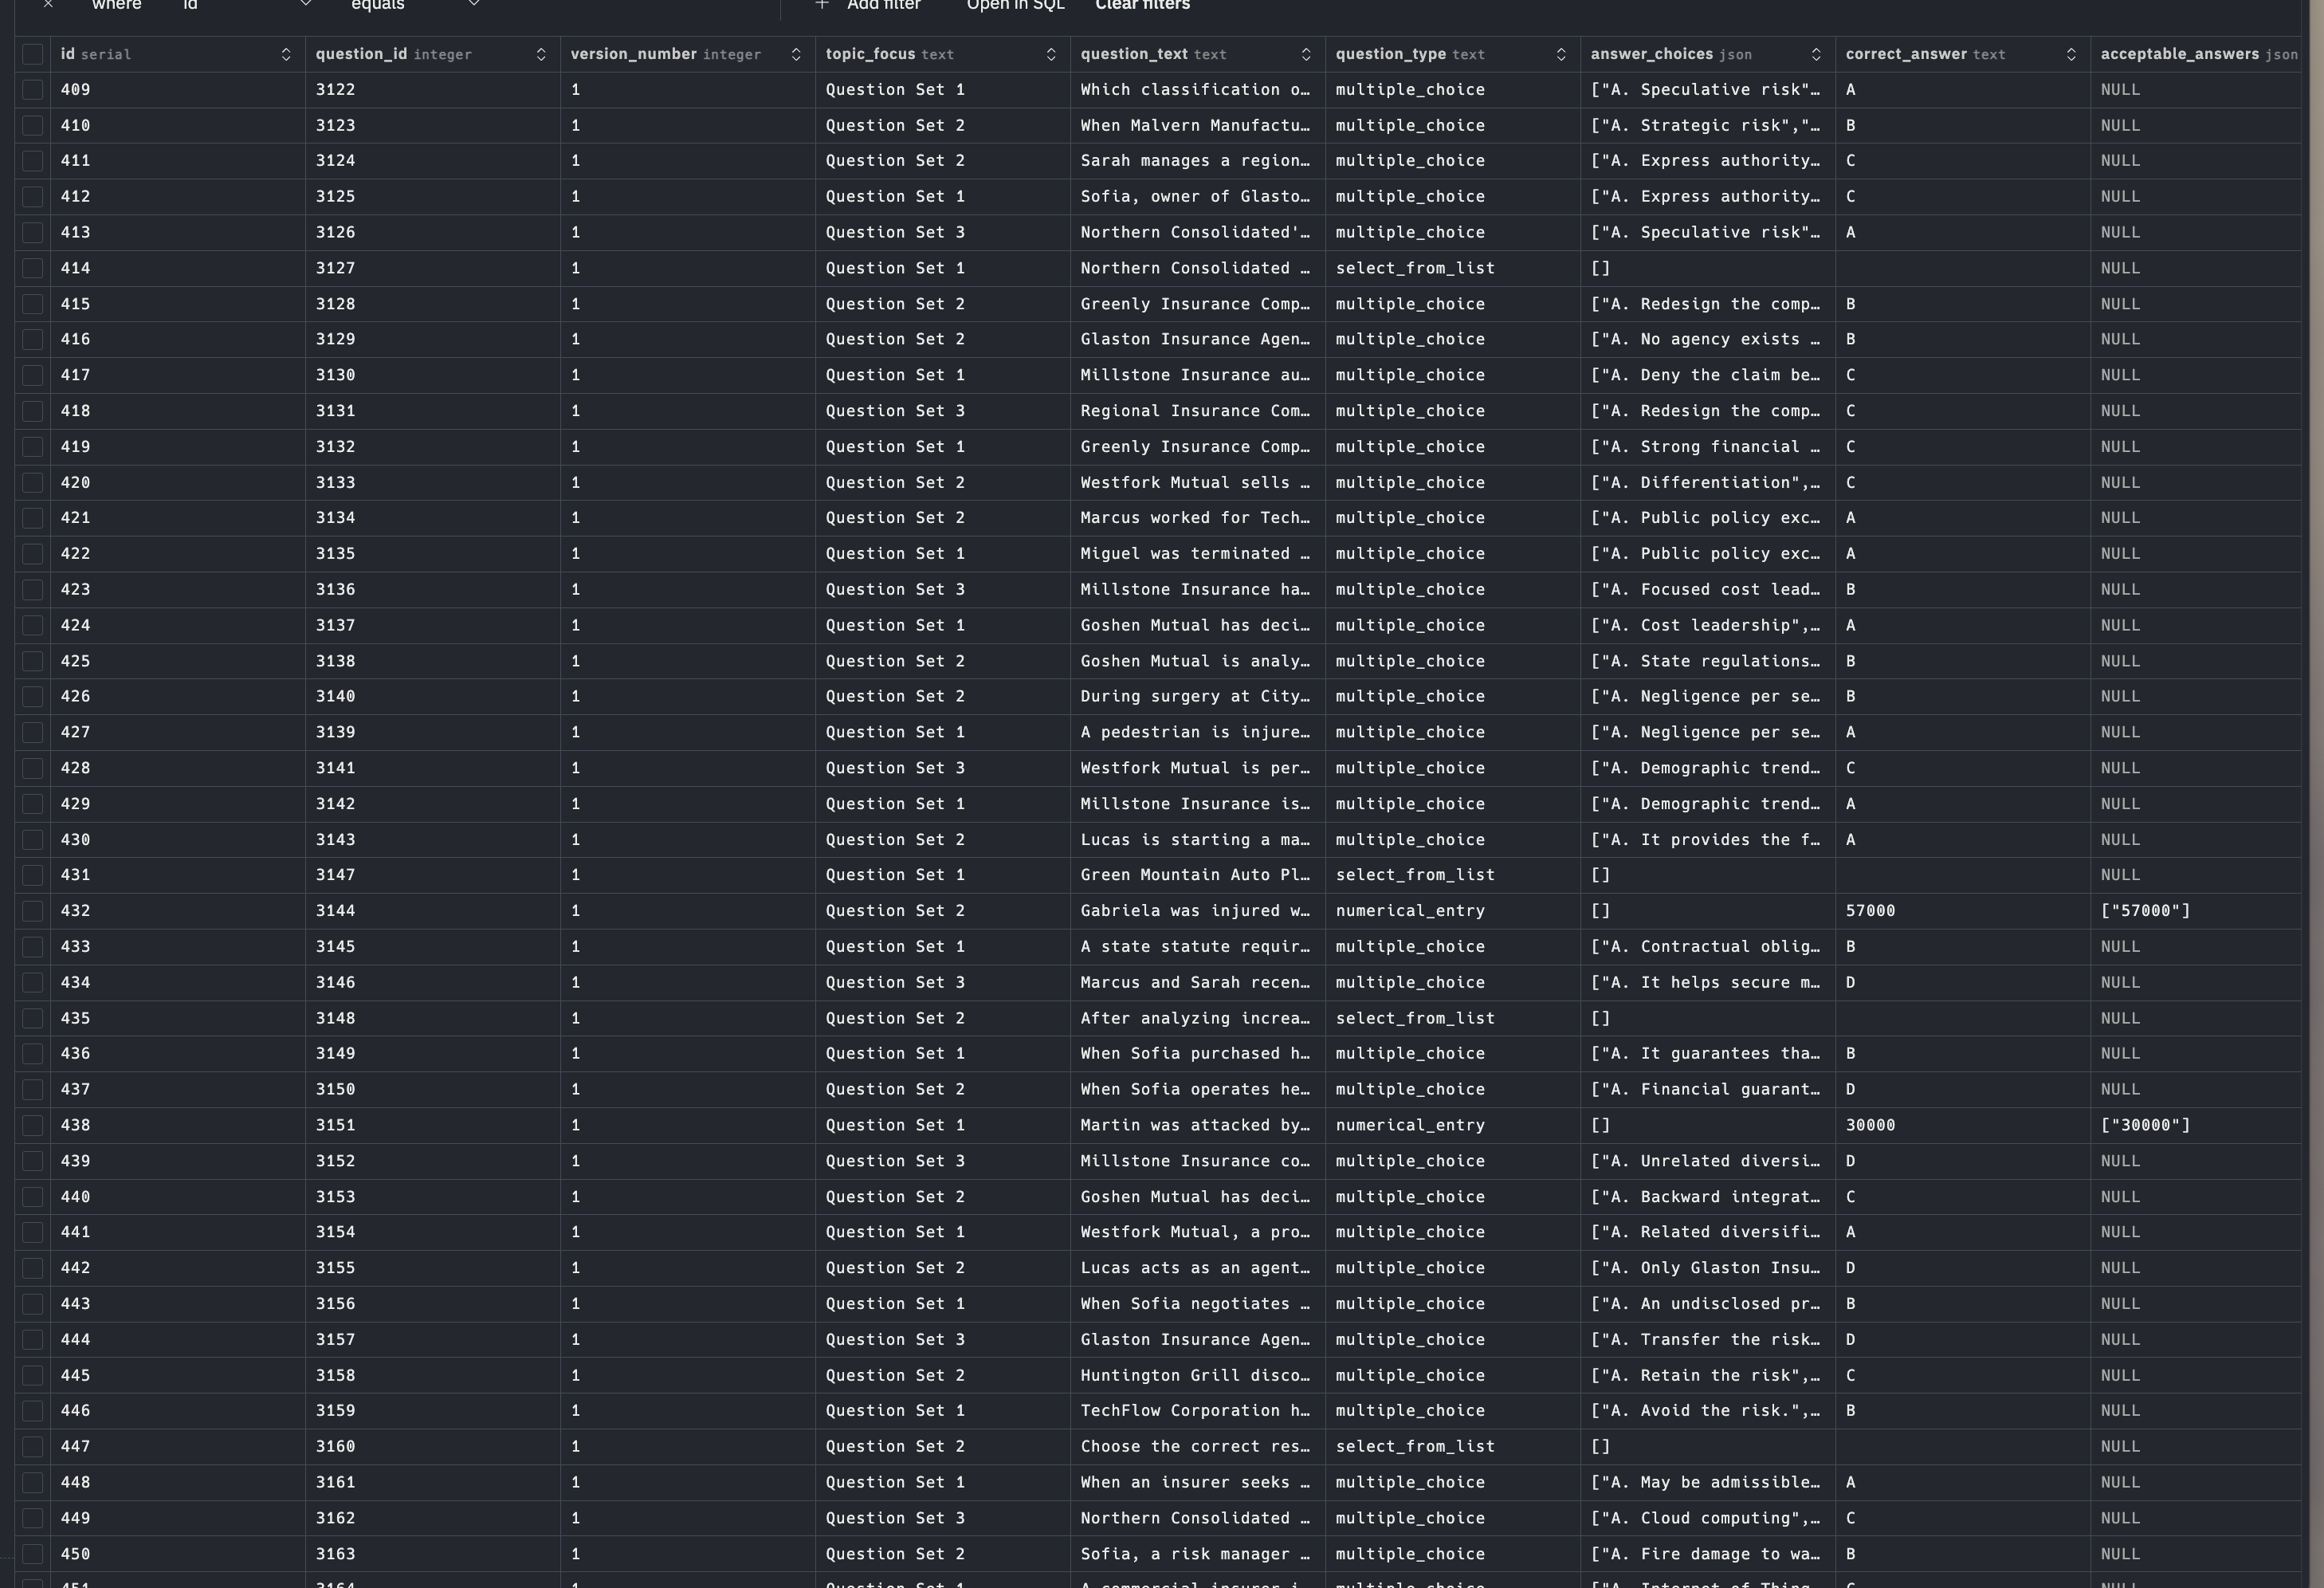 × where id equals + Add filter Open in SQL Clear filters
id serial question_id integer version_number integer topic_focus text question_text text question_type text answer_choices json correct_answer text acceptable_answers json
409 3122 1 Question Set 1 Which classification o… multiple_choice ["A. Speculative risk"… A NULL
410 3123 1 Question Set 2 When Malvern Manufactu… multiple_choice ["A. Strategic risk","… B NULL
411 3124 1 Question Set 2 Sarah manages a region… multiple_choice ["A. Express authority… C NULL
412 3125 1 Question Set 1 Sofia, owner of Glasto… multiple_choice ["A. Express authority… C NULL
413 3126 1 Question Set 3 Northern Consolidated'… multiple_choice ["A. Speculative risk"… A NULL
414 3127 1 Question Set 1 Northern Consolidated … select_from_list [] NULL
415 3128 1 Question Set 2 Greenly Insurance Comp… multiple_choice ["A. Redesign the comp… B NULL
416 3129 1 Question Set 2 Glaston Insurance Agen… multiple_choice ["A. No agency exists … B NULL
417 3130 1 Question Set 1 Millstone Insurance au… multiple_choice ["A. Deny the claim be… C NULL
418 3131 1 Question Set 3 Regional Insurance Com… multiple_choice ["A. Redesign the comp… C NULL
419 3132 1 Question Set 1 Greenly Insurance Comp… multiple_choice ["A. Strong financial … C NULL
420 3133 1 Question Set 2 Westfork Mutual sells … multiple_choice ["A. Differentiation",… C NULL
421 3134 1 Question Set 2 Marcus worked for Tech… multiple_choice ["A. Public policy exc… A NULL
422 3135 1 Question Set 1 Miguel was terminated … multiple_choice ["A. Public policy exc… A NULL
423 3136 1 Question Set 3 Millstone Insurance ha… multiple_choice ["A. Focused cost lead… B NULL
424 3137 1 Question Set 1 Goshen Mutual has deci… multiple_choice ["A. Cost leadership",… A NULL
425 3138 1 Question Set 2 Goshen Mutual is analy… multiple_choice ["A. State regulations… B NULL
426 3140 1 Question Set 2 During surgery at City… multiple_choice ["A. Negligence per se… B NULL
427 3139 1 Question Set 1 A pedestrian is injure… multiple_choice ["A. Negligence per se… A NULL
428 3141 1 Question Set 3 Westfork Mutual is per… multiple_choice ["A. Demographic trend… C NULL
429 3142 1 Question Set 1 Millstone Insurance is… multiple_choice ["A. Demographic trend… A NULL
430 3143 1 Question Set 2 Lucas is starting a ma… multiple_choice ["A. It provides the f… A NULL
431 3147 1 Question Set 1 Green Mountain Auto Pl… select_from_list [] NULL
432 3144 1 Question Set 2 Gabriela was injured w… numerical_entry [] 57000 ["57000"]
433 3145 1 Question Set 1 A state statute requir… multiple_choice ["A. Contractual oblig… B NULL
434 3146 1 Question Set 3 Marcus and Sarah recen… multiple_choice ["A. It helps secure m… D NULL
435 3148 1 Question Set 2 After analyzing increa… select_from_list [] NULL
436 3149 1 Question Set 1 When Sofia purchased h… multiple_choice ["A. It guarantees tha… B NULL
437 3150 1 Question Set 2 When Sofia operates he… multiple_choice ["A. Financial guarant… D NULL
438 3151 1 Question Set 1 Martin was attacked by… numerical_entry [] 30000 ["30000"]
439 3152 1 Question Set 3 Millstone Insurance co… multiple_choice ["A. Unrelated diversi… D NULL
440 3153 1 Question Set 2 Goshen Mutual has deci… multiple_choice ["A. Backward integrat… C NULL
441 3154 1 Question Set 1 Westfork Mutual, a pro… multiple_choice ["A. Related diversifi… A NULL
442 3155 1 Question Set 2 Lucas acts as an agent… multiple_choice ["A. Only Glaston Insu… D NULL
443 3156 1 Question Set 1 When Sofia negotiates … multiple_choice ["A. An undisclosed pr… B NULL
444 3157 1 Question Set 3 Glaston Insurance Agen… multiple_choice ["A. Transfer the risk… D NULL
445 3158 1 Question Set 2 Huntington Grill disco… multiple_choice ["A. Retain the risk",… C NULL
446 3159 1 Question Set 1 TechFlow Corporation h… multiple_choice ["A. Avoid the risk.",… B NULL
447 3160 1 Question Set 2 Choose the correct res… select_from_list [] NULL
448 3161 1 Question Set 1 When an insurer seeks … multiple_choice ["A. May be admissible… A NULL
449 3162 1 Question Set 3 Northern Consolidated … multiple_choice ["A. Cloud computing",… C NULL
450 3163 1 Question Set 2 Sofia, a risk manager … multiple_choice ["A. Fire damage to wa… B NULL